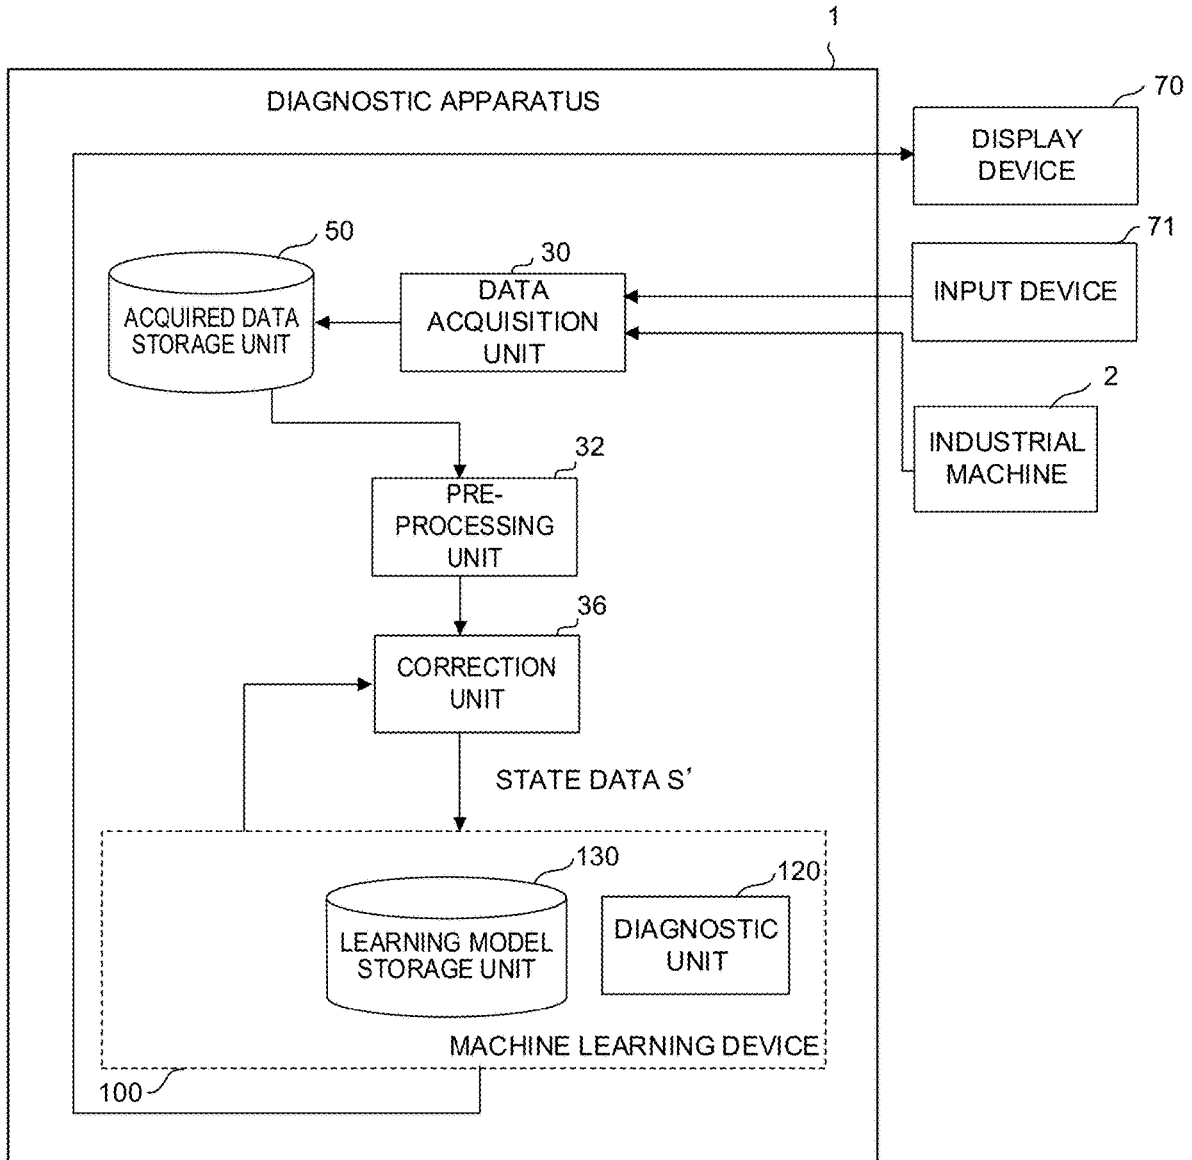 1
DIAGNOSTIC APPARATUS
70
DISPLAY
DEVICE
50
30
71
ACQUIRED DATA
STORAGE UNIT
DATA
ACQUISITION
UNIT
INPUT DEVICE
2
INDUSTRIAL
MACHINE
32
PRE-
PROCESSING
UNIT
36
CORRECTION
UNIT
STATE DATA S'
130
120
LEARNING MODEL
STORAGE UNIT
DIAGNOSTIC
UNIT
MACHINE LEARNING DEVICE
100